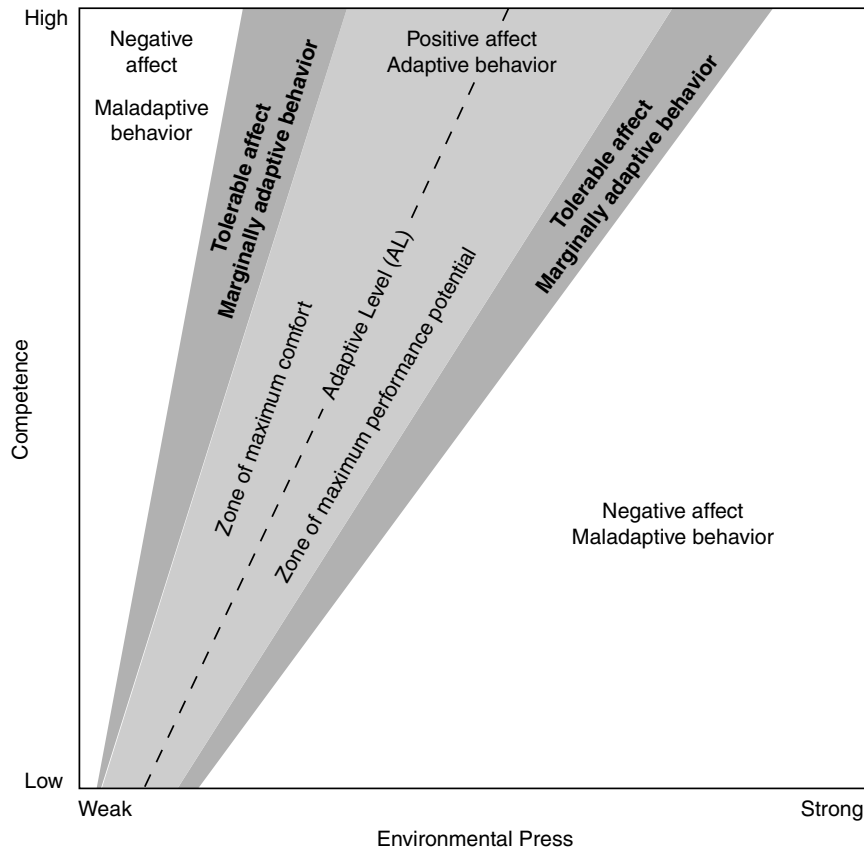 High
Negative
affect
Maladaptive
behavior
Tolerable affect
Marginally adaptive behavior
Positive affect
Adaptive behavior
Tolerable affect
Marginally adaptive behavior
Zone of maximum comfort
Adaptive Level (AL)
Zone of maximum performance potential
Competence
Negative affect
Maladaptive behavior
Low
Weak
Strong
Environmental Press